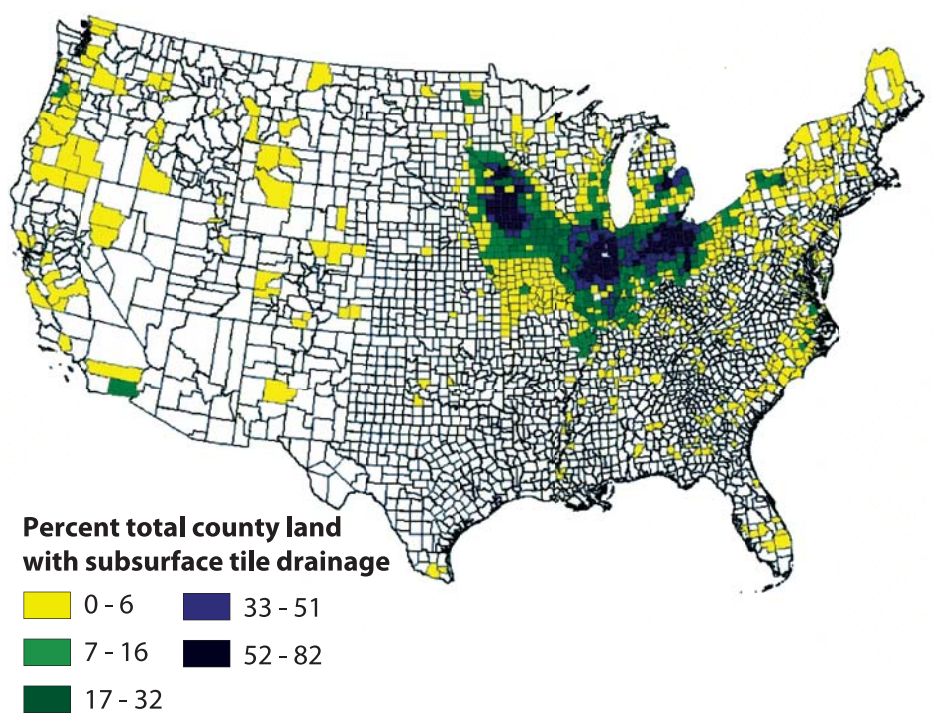 Percent total county land
with subsurface tile drainage
0 - 6
7 - 16
17 - 32
33 - 51
52 - 82